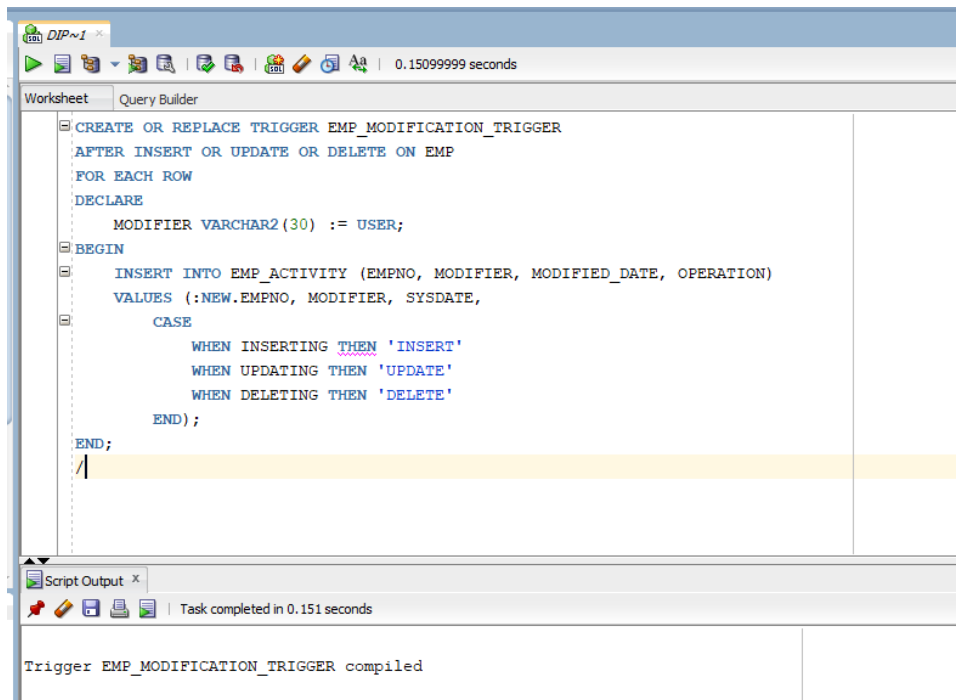 DIP~1
0.15099999 seconds
Worksheet Query Builder
CREATE OR REPLACE TRIGGER EMP_MODIFICATION_TRIGGER
AFTER INSERT OR UPDATE OR DELETE ON EMP
FOR EACH ROW
DECLARE
MODIFIER VARCHAR2(30) := USER;
BEGIN
INSERT INTO EMP_ACTIVITY (EMPNO, MODIFIER, MODIFIED_DATE, OPERATION)
VALUES (:NEW.EMPNO, MODIFIER, SYSDATE,
CASE
WHEN INSERTING THEN 'INSERT'
WHEN UPDATING THEN 'UPDATE'
WHEN DELETING THEN 'DELETE'
END);
END;
/
Script Output
Task completed in 0.151 seconds
Trigger EMP_MODIFICATION_TRIGGER compiled